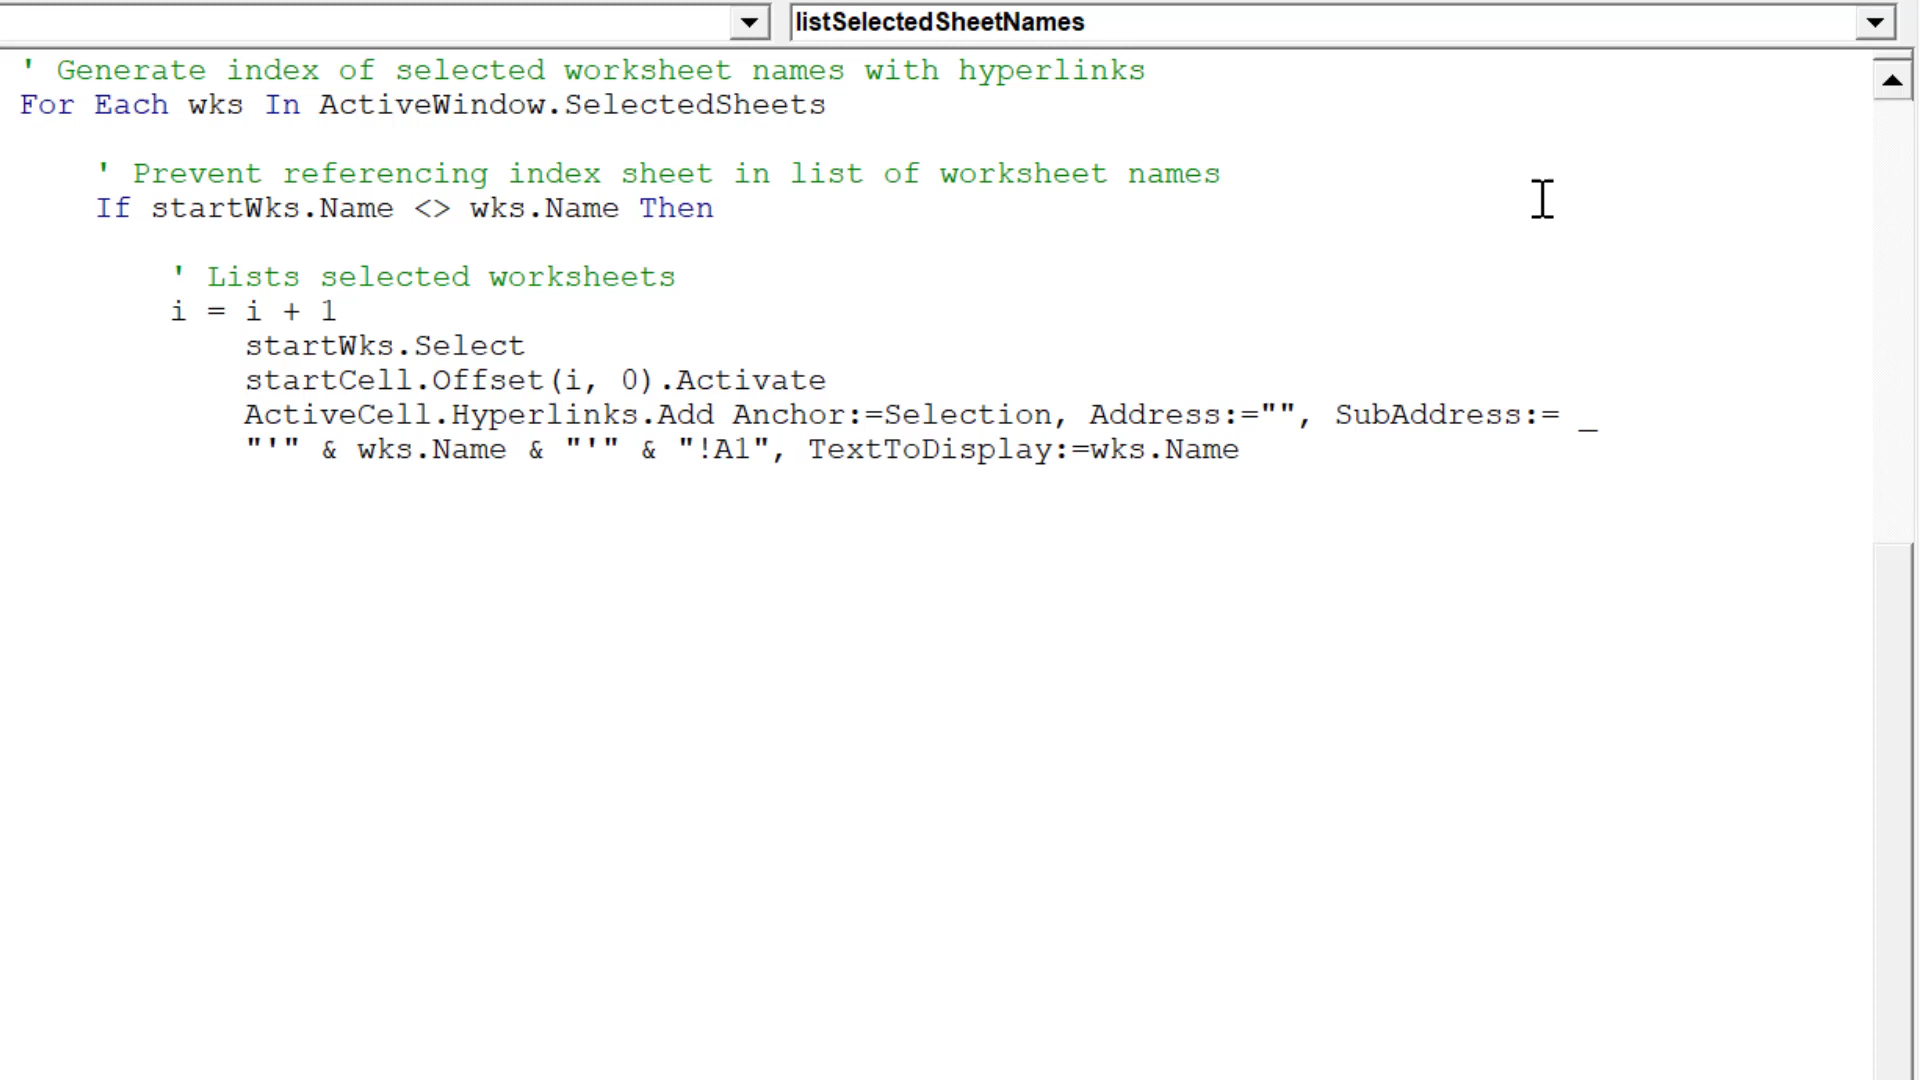 listSelectedSheetNames
' Generate index of selected worksheet names with hyperlinks
For Each wks In ActiveWindow.SelectedSheets
' Prevent referencing index sheet in list of worksheet names
If startWks.Name <> wks.Name Then
' Lists selected worksheets
i = i + 1
startWks.Select
startCell.Offset(i, 0).Activate
ActiveCell.Hyperlinks.Add Anchor:=Selection, Address:="", SubAddress:= _
"'" & wks.Name & "'" & "!A1", TextToDisplay:=wks.Name